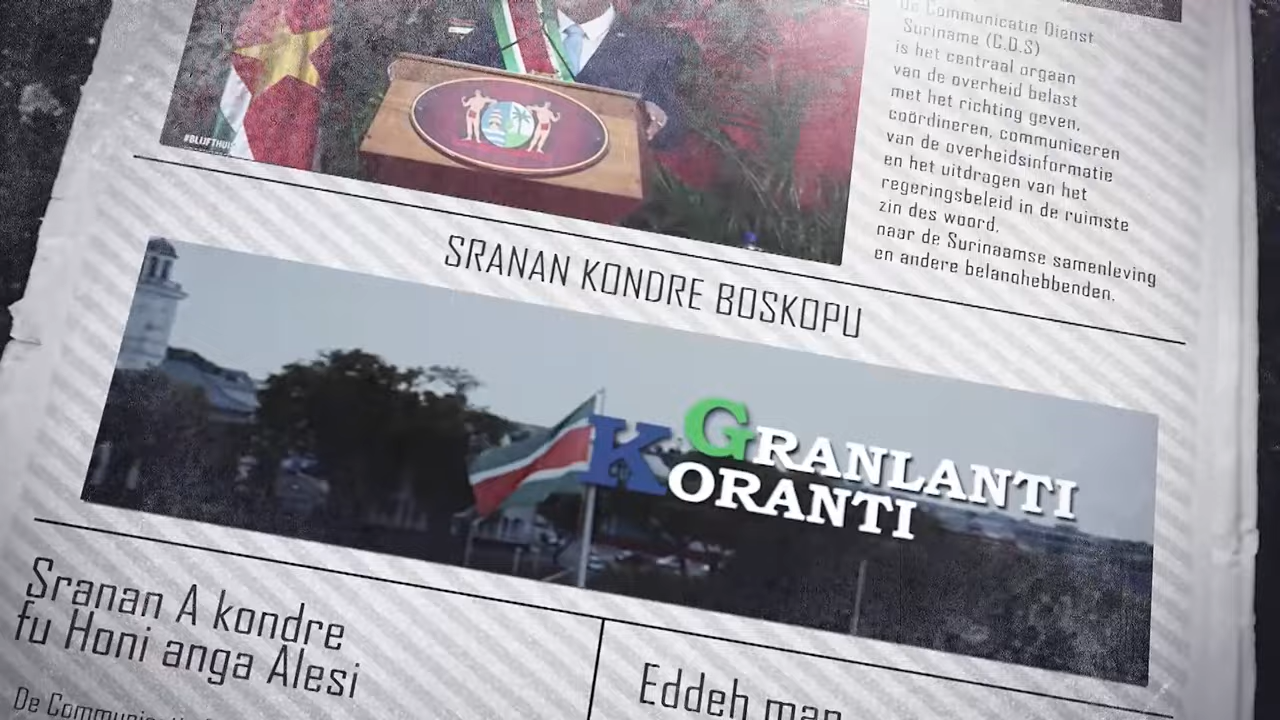 De Communicatie Dienst
Suriname (C.D.S)
is het centraal orgaan
van de overheid belast
met het richting geven,
coördineren, communiceren
van de overheidsinformatie
en het uitdragen van het
regeringsbeleid in de ruimste
zin des woord.
naar de Surinaamse samenleving
en andere belanghebbenden.
SRANAN KONDRE BOSKOPU
GRANLANTI
KORANTI
Sranan A kondre
fu Honi anga Alesi
De
Eddeh man